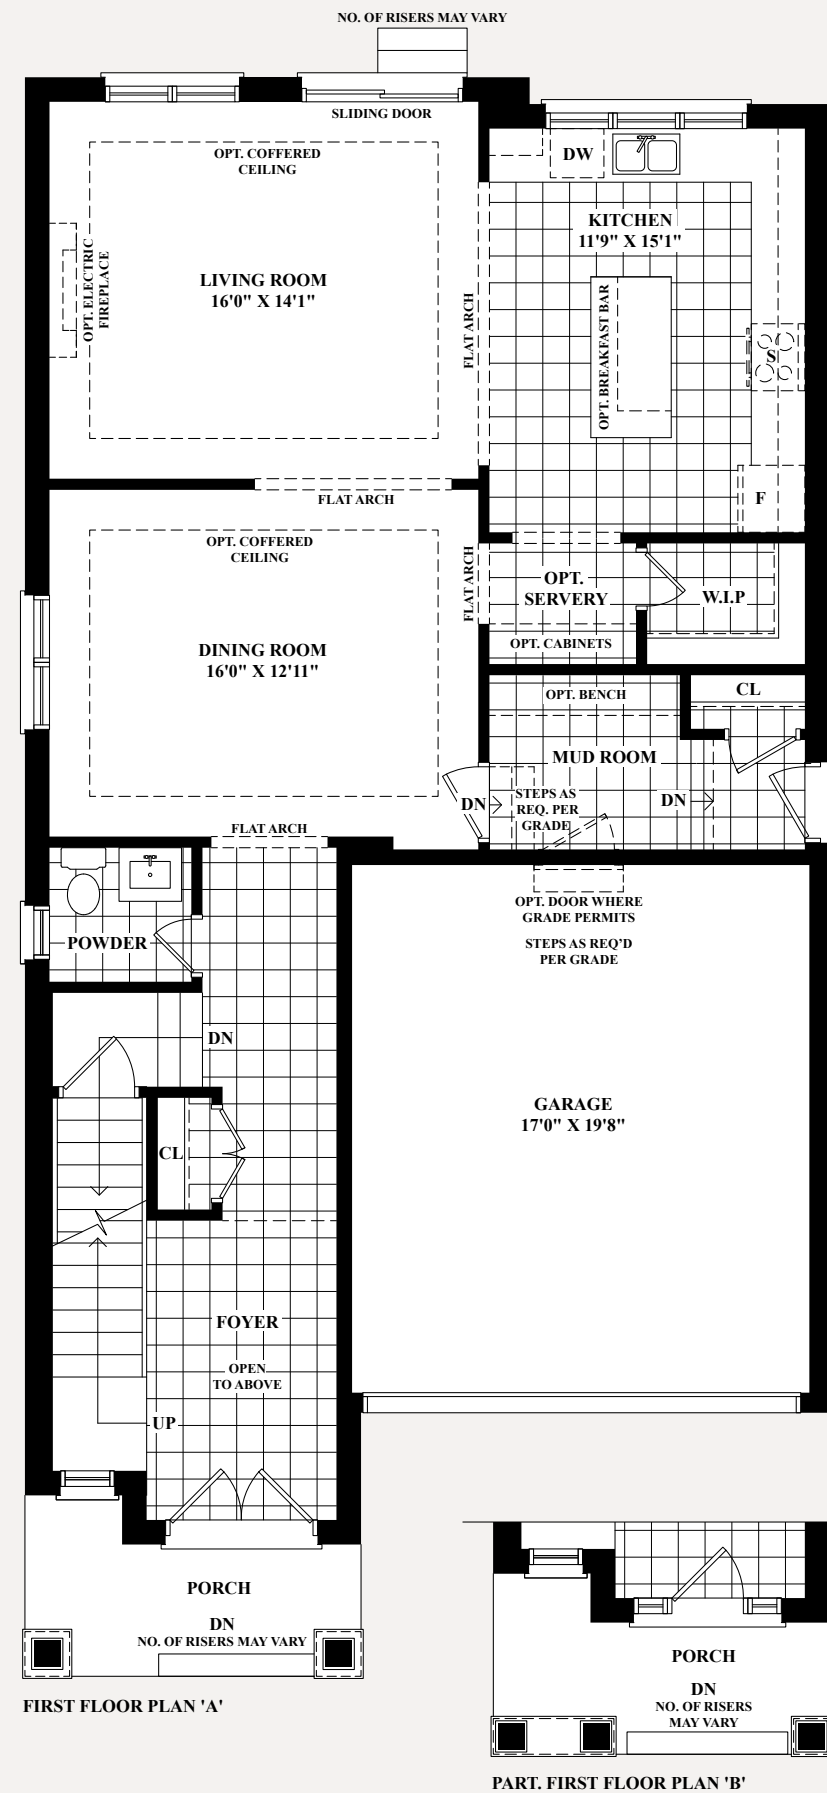 NO. OF RISERS MAY VARY
SLIDING DOOR
OPT. COFFERED
CEILING
DW
KITCHEN
11'9" X 15'1"
OPT. ELECTRIC
FIREPLACE
LIVING ROOM
16'0" X 14'1"
FLAT ARCH
OPT. BREAKFAST BAR
S
F
FLAT ARCH
OPT. COFFERED
CEILING
FLAT ARCH
OPT.
SERVERY
W.I.P
DINING ROOM
16'0" X 12'11"
OPT. CABINETS
OPT. BENCH
CL
MUD ROOM
DN
STEPS AS
REQ. PER
GRADE
DN
FLAT ARCH
OPT. DOOR WHERE
GRADE PERMITS
STEPS AS REQ'D
PER GRADE
POWDER
DN
GARAGE
17'0" X 19'8"
CL
FOYER
OPEN
TO ABOVE
UP
PORCH
DN
NO. OF RISERS MAY VARY
FIRST FLOOR PLAN 'A'
PORCH
DN
NO. OF RISERS
MAY VARY
PART. FIRST FLOOR PLAN 'B'